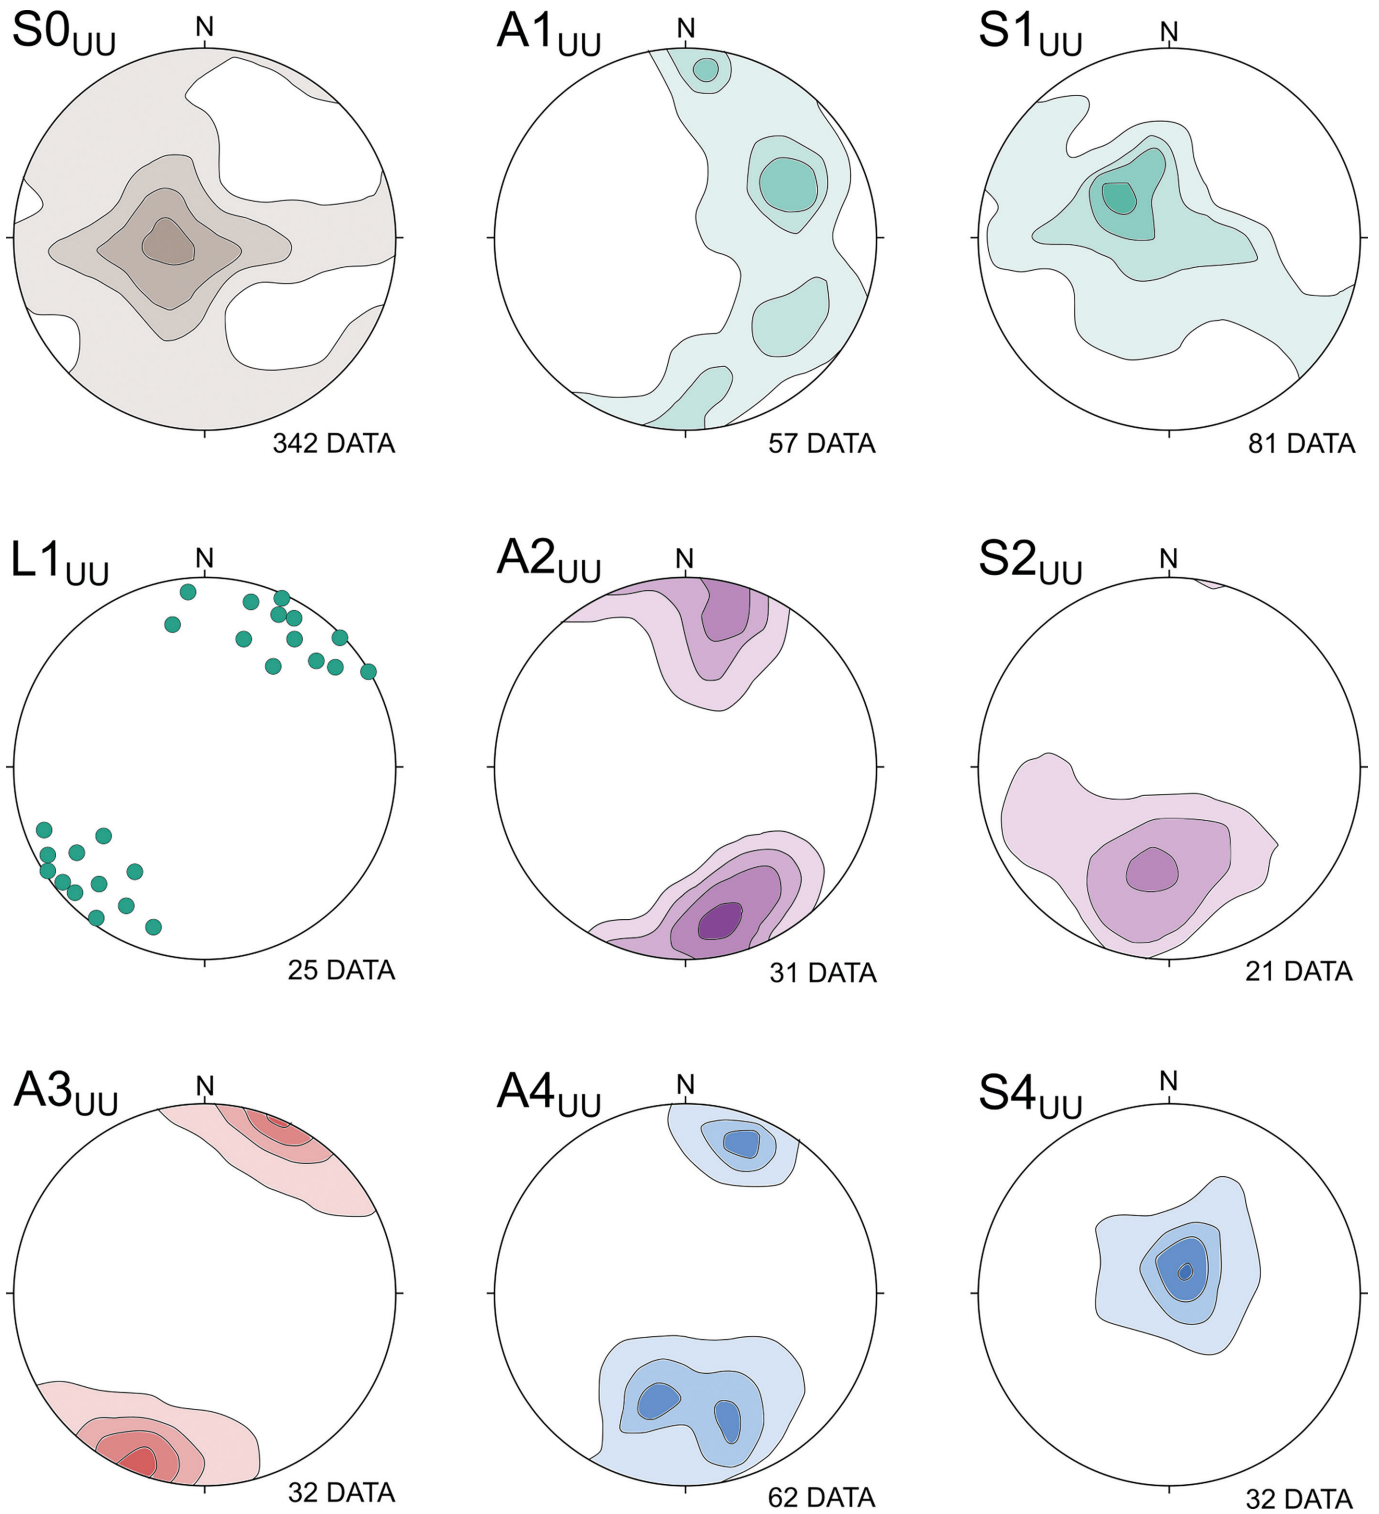 S0UU
N
342 DATA
A1UU
N
57 DATA
S1UU
N
81 DATA
L1UU
N
25 DATA
A2UU
N
31 DATA
S2UU
N
21 DATA
A3UU
N
32 DATA
A4UU
N
62 DATA
S4UU
N
32 DATA